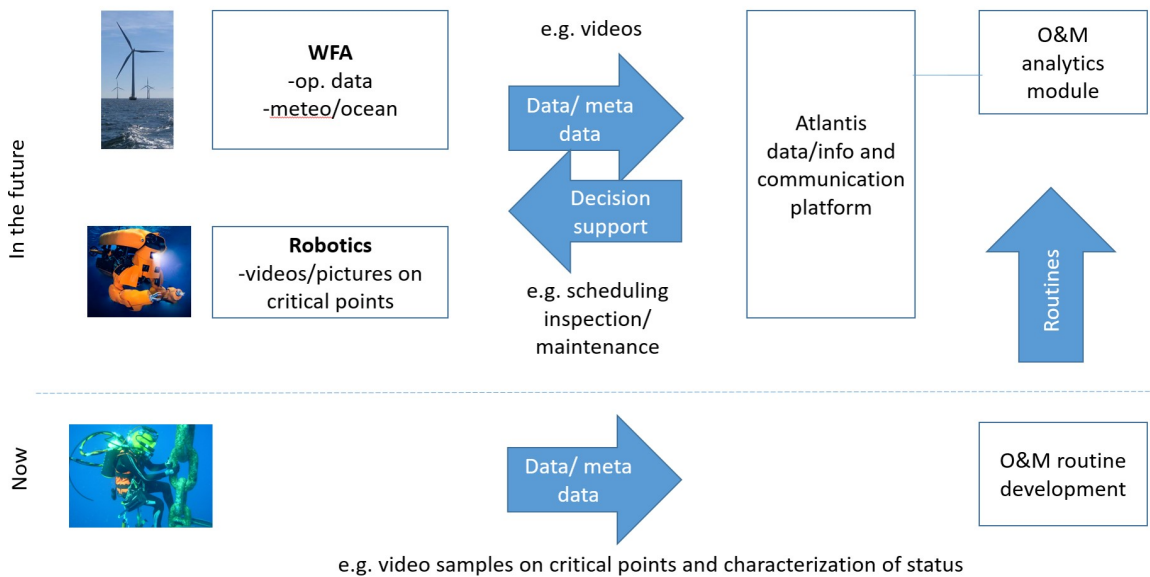 In the future
WFA
-op. data
-meteo/ocean
e.g. videos
Data/ meta
data
Decision
support
e.g. scheduling
inspection/
maintenance
Robotics
-videos/pictures on
critical points
Atlantis
data/info and
communication
platform
O&M
analytics
module
Routines
Now
Data/ meta
data
e.g. video samples on critical points and characterization of status
O&M routine
development